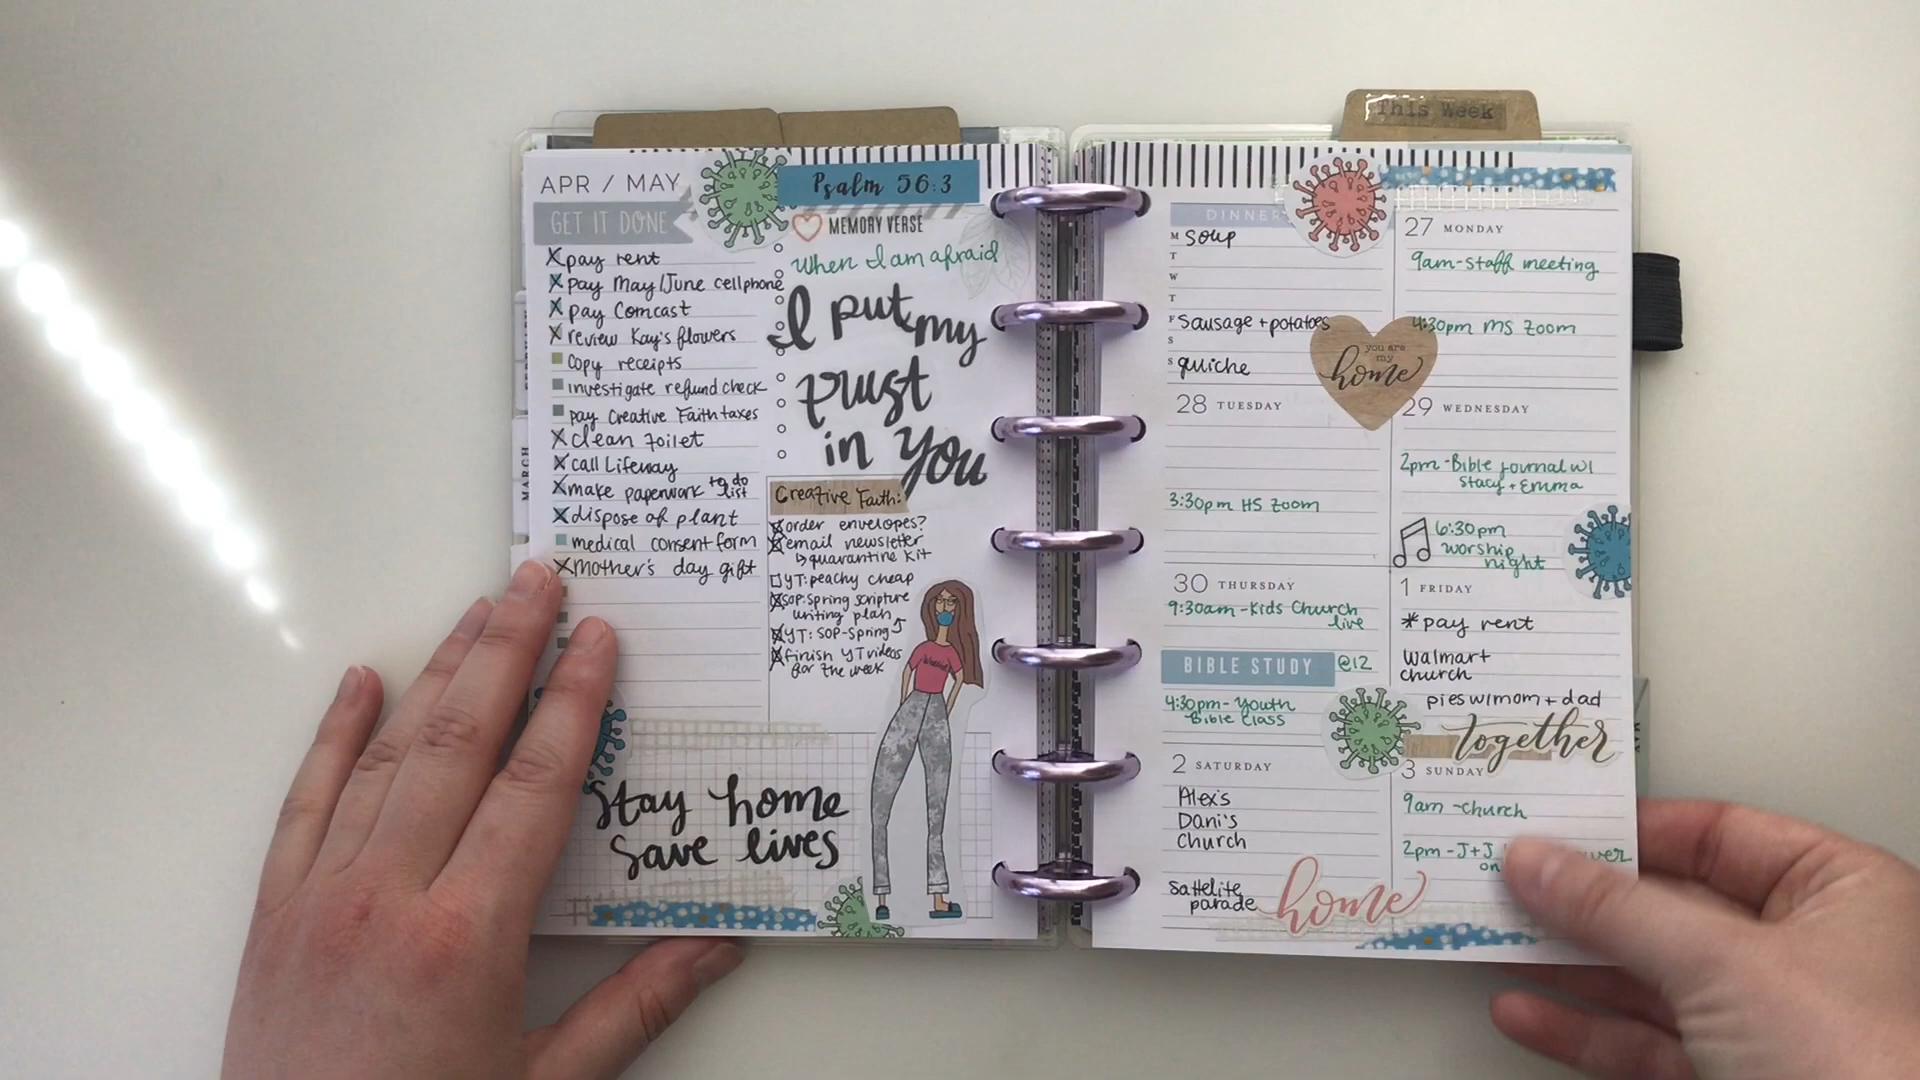 This Week
APR / MAY
GET IT DONE
pay rent
pay May/June cellphone
pay Comcast
review Kay's flowers
copy receipts
investigate refund check
pay Creative Faith taxes
clean toilet
call Lifeway
make paperwork to do list
dispose of plant
medical consent form
mother's day gift
Stay home
save lives
Psalm 56:3
MEMORY VERSE
When I am afraid
I put my
trust
in You
Creative Faith:
order envelopes?
email newsletter
↳quarantine kit
YT: peachy cheap
SOP: Spring scripture
writing plan
YT: SOP-Spring
finish YT videos
for the week
MARCH
DINNER
M soup
T
W
T
F sausage + potatoes
S
S quiche
you are
my
home
27 MONDAY
9am-staff meeting
4:30pm MS Zoom
28 TUESDAY
3:30pm HS Zoom
29 WEDNESDAY
2pm-Bible journal w/
Stacy + Emma
6:30pm
worship
night
30 THURSDAY
9:30am-Kids Church
live
BIBLE STUDY @12
4:30pm-Youth
Bible Class
1 FRIDAY
*pay rent
Walmart
church
pies w/mom + dad
together
2 SATURDAY
Alex's
Dani's
Church
Sattelite
parade
home
3 SUNDAY
9am-church
2pm-J+J
on